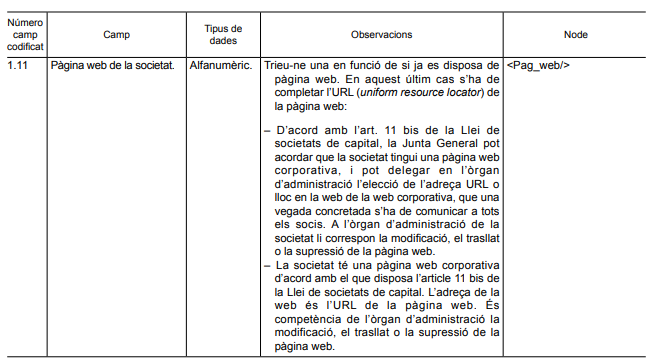 Número
camp
codificat
Camp
Tipus de
dades
Observacions
Node
1.11
Pàgina web de la societat.
Alfanumèric.
Trieu-ne una en funció de si ja es disposa de
pàgina web. En aquest últim cas s’ha de
completar l’URL (uniform resource locator) de
la pàgina web:
– D’acord amb l’art. 11 bis de la Llei de
societats de capital, la Junta General pot
acordar que la societat tingui una pàgina web
corporativa, i pot delegar en l’òrgan
d’administració l’elecció de l’adreça URL o
lloc en la web de la web corporativa, que una
vegada concretada s’ha de comunicar a tots
els socis. A l’òrgan d’administració de la
societat li correspon la modificació, el trasllat
o la supressió de la pàgina web.
– La societat té una pàgina web corporativa
d’acord amb el que disposa l’article 11 bis de
la Llei de societats de capital. L’adreça de la
web és l’URL de la pàgina web. És
competència de l’òrgan d’administració la
modificació, el trasllat o la supressió de la
pàgina web.
<Pag_web/>